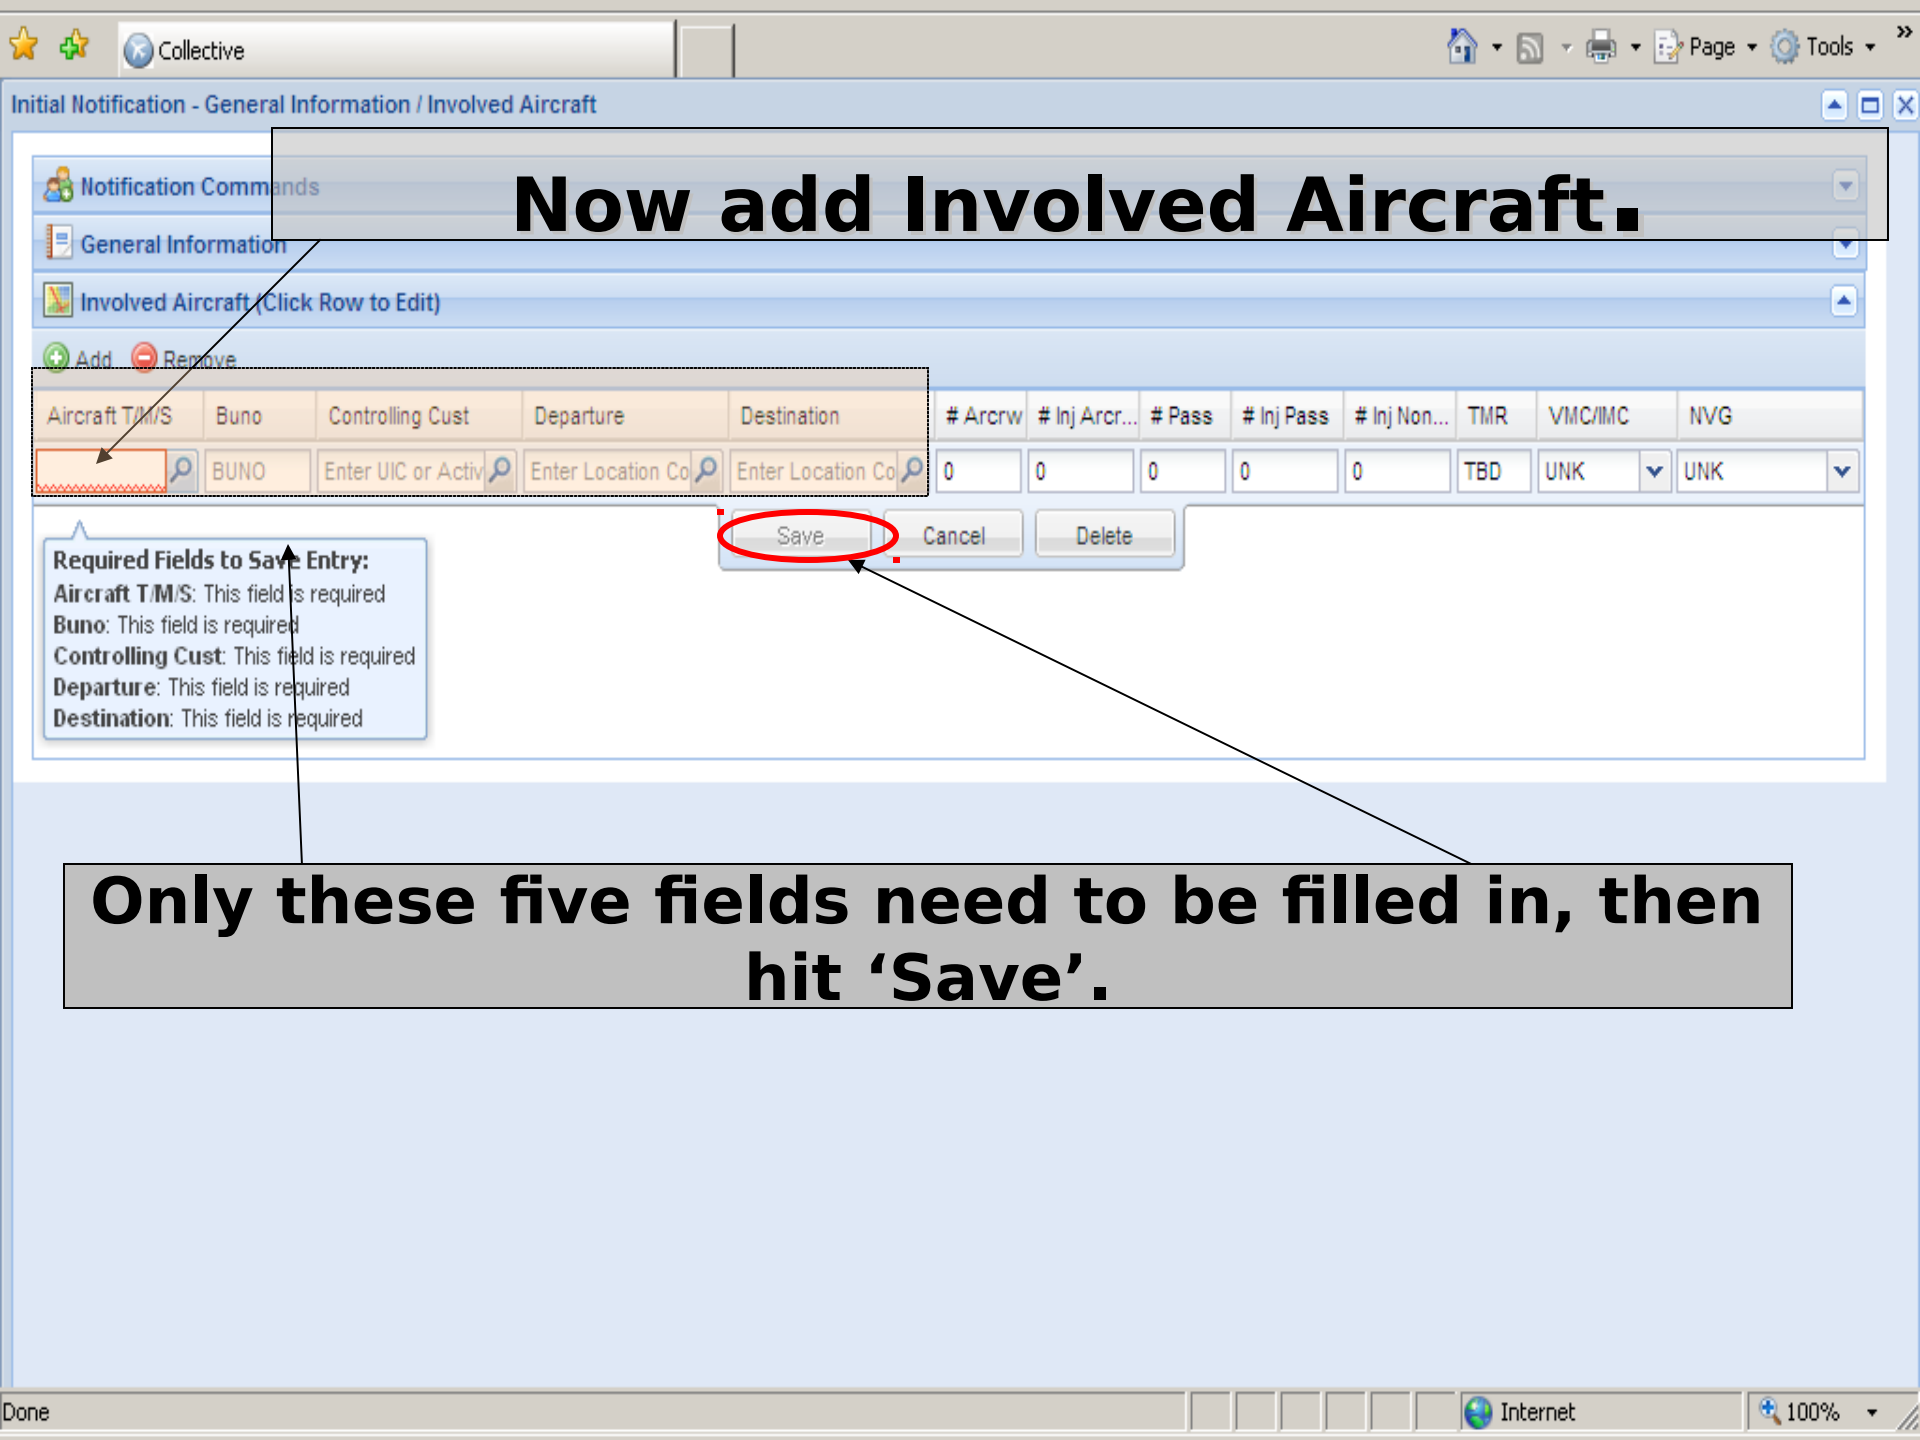 Collective
Page
Tools
»
Initial Notification - General Information / Involved Aircraft
Notification Commands
Now add Involved Aircraft.
General Information
Involved Aircraft (Click Row to Edit)
Add Remove
Aircraft T/M/S Buno Controlling Cust Departure Destination # Arcrw # Inj Arcr... # Pass # Inj Pass # Inj Non... TMR VMC/IMC NVG
BUNO Enter UIC or Activ Enter Location Co Enter Location Co 0 0 0 0 0 TBD UNK UNK
Save Cancel Delete
Required Fields to Save Entry:
Aircraft T/M/S: This field is required
Buno: This field is required
Controlling Cust: This field is required
Departure: This field is required
Destination: This field is required
Only these five fields need to be filled in, then
hit ‘Save’.
Done Internet 100%